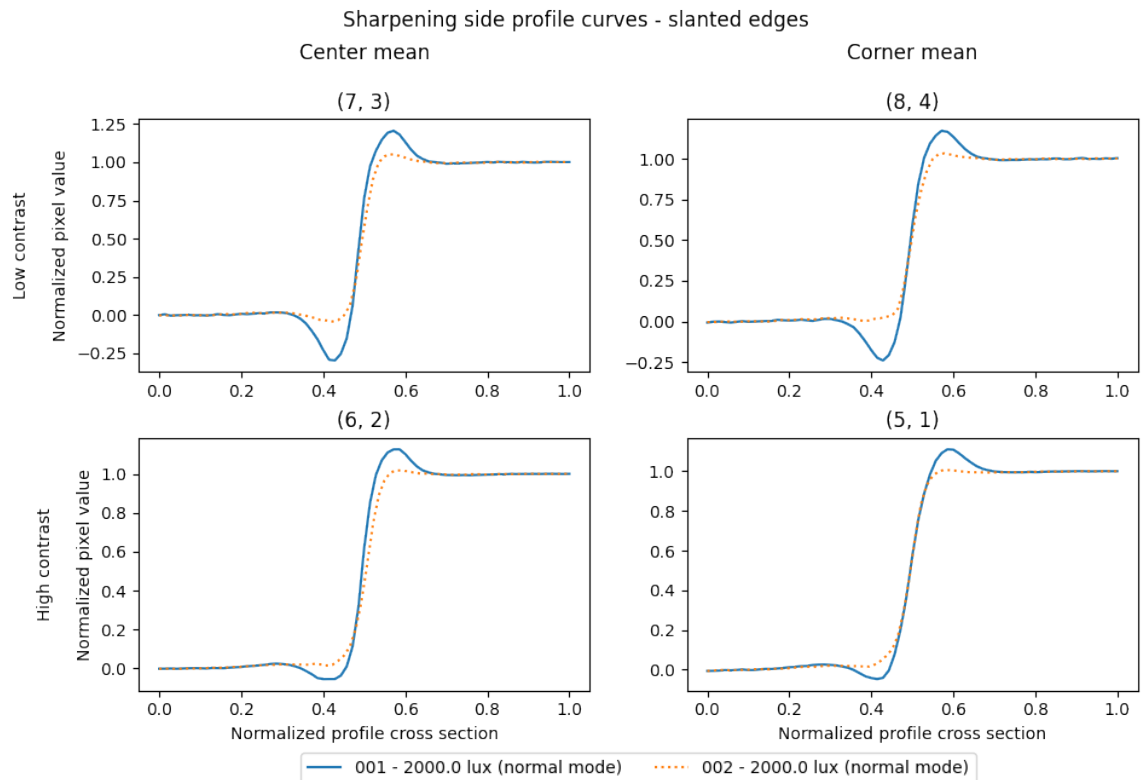 Sharpening side profile curves - slanted edges
Center mean
Corner mean
(7, 3)
(8, 4)
Low contrast
Normalized pixel value
1.25
1.00
0.75
0.50
0.25
0.00
−0.25
0.0 0.2 0.4 0.6 0.8 1.0
1.00
0.75
0.50
0.25
0.00
−0.25
0.0 0.2 0.4 0.6 0.8 1.0
(6, 2)
(5, 1)
High contrast
Normalized pixel value
1.0
0.8
0.6
0.4
0.2
0.0
0.0 0.2 0.4 0.6 0.8 1.0
Normalized profile cross section
1.0
0.8
0.6
0.4
0.2
0.0
0.0 0.2 0.4 0.6 0.8 1.0
Normalized profile cross section
001 - 2000.0 lux (normal mode)
002 - 2000.0 lux (normal mode)